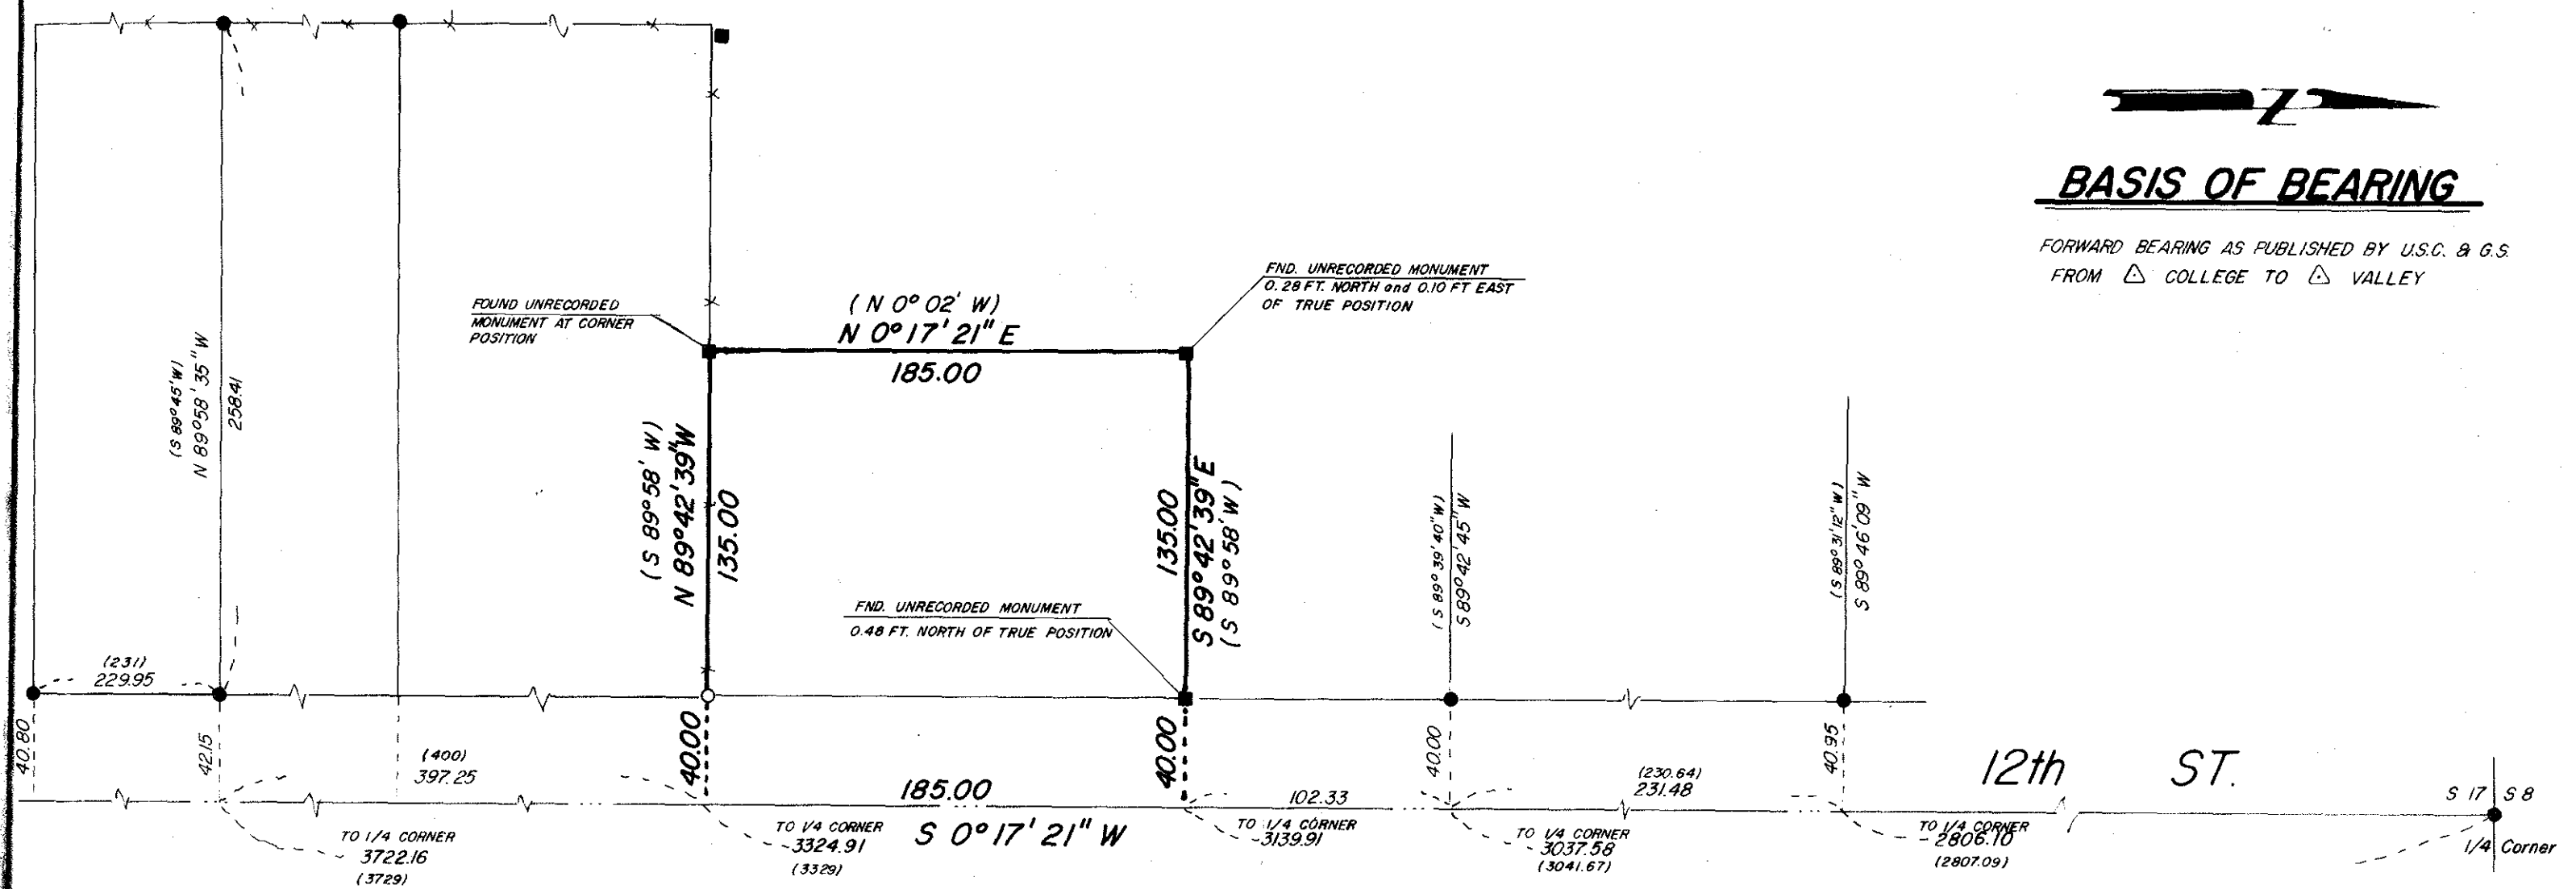 Z
BASIS OF BEARING
FORWARD BEARING AS PUBLISHED BY U.S.C. & G.S.
FROM △ COLLEGE TO △ VALLEY
FOUND UNRECORDED
MONUMENT AT CORNER
POSITION
(N 0° 02' W)
N 0° 17' 21" E
185.00
FND. UNRECORDED MONUMENT
0.28 FT. NORTH and 0.10 FT EAST
OF TRUE POSITION
(S 89° 45' W)
N 89° 58' 35" W
258.41
(S 89° 58' W)
N 89° 42' 39" W
135.00
135.00
S 89° 42' 39" E
(S 89° 58' W)
(S 89° 39' 40" W)
S 89° 42' 45" W
(S 89° 31' 12" W)
S 89° 46' 09" W
FND. UNRECORDED MONUMENT
0.48 FT. NORTH OF TRUE POSITION
(231)
229.95
40.80
42.15
(400)
397.25
40.00
185.00
S 0° 17' 21" W
40.00
102.33
40.00
(230.64)
231.48
40.95
12th ST.
S 17 S 8
1/4 Corner
TO 1/4 CORNER
3722.16
(3729)
TO 1/4 CORNER
3324.91
(3329)
TO 1/4 CORNER
3139.91
TO 1/4 CORNER
3037.58
(3041.67)
TO 1/4 CORNER
2806.10
(2807.09)